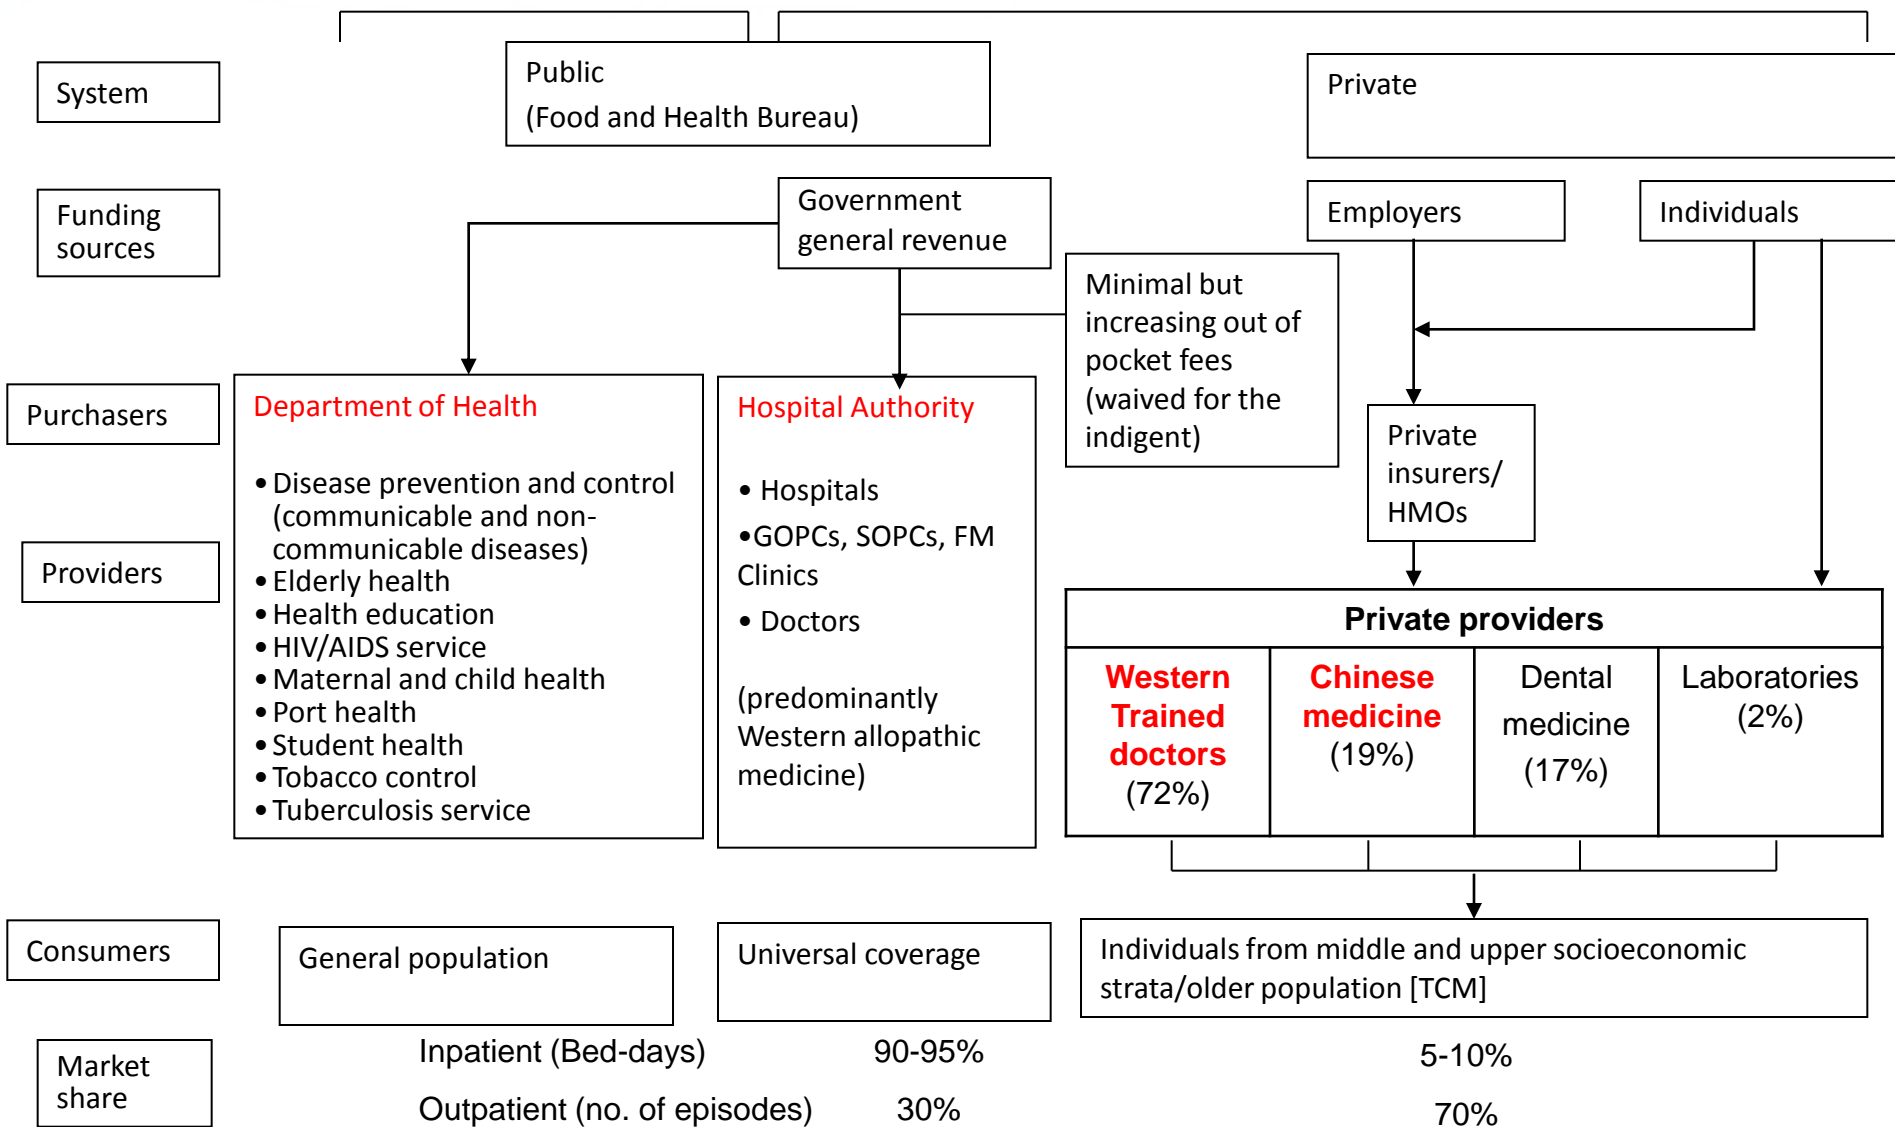 System
Public
(Food and Health Bureau)
Private
Funding
sources
Government
general revenue
Employers
Individuals
Minimal but
increasing out of
pocket fees
(waived for the
indigent)
Purchasers
Providers
Department of Health
• Disease prevention and control
(communicable and non-
communicable diseases)
• Elderly health
• Health education
• HIV/AIDS service
• Maternal and child health
• Port health
• Student health
• Tobacco control
• Tuberculosis service
Hospital Authority
• Hospitals
•GOPCs, SOPCs, FM
Clinics
• Doctors
(predominantly
Western allopathic
medicine)
Private
insurers/
HMOs
Private providers
Western
Trained
doctors
(72%)
Chinese
medicine
(19%)
Dental
medicine
(17%)
Laboratories
(2%)
Consumers
General population
Universal coverage
Individuals from middle and upper socioeconomic
strata/older population [TCM]
Market
share
Inpatient (Bed-days) 90-95% 5-10%
Outpatient (no. of episodes) 30% 70%